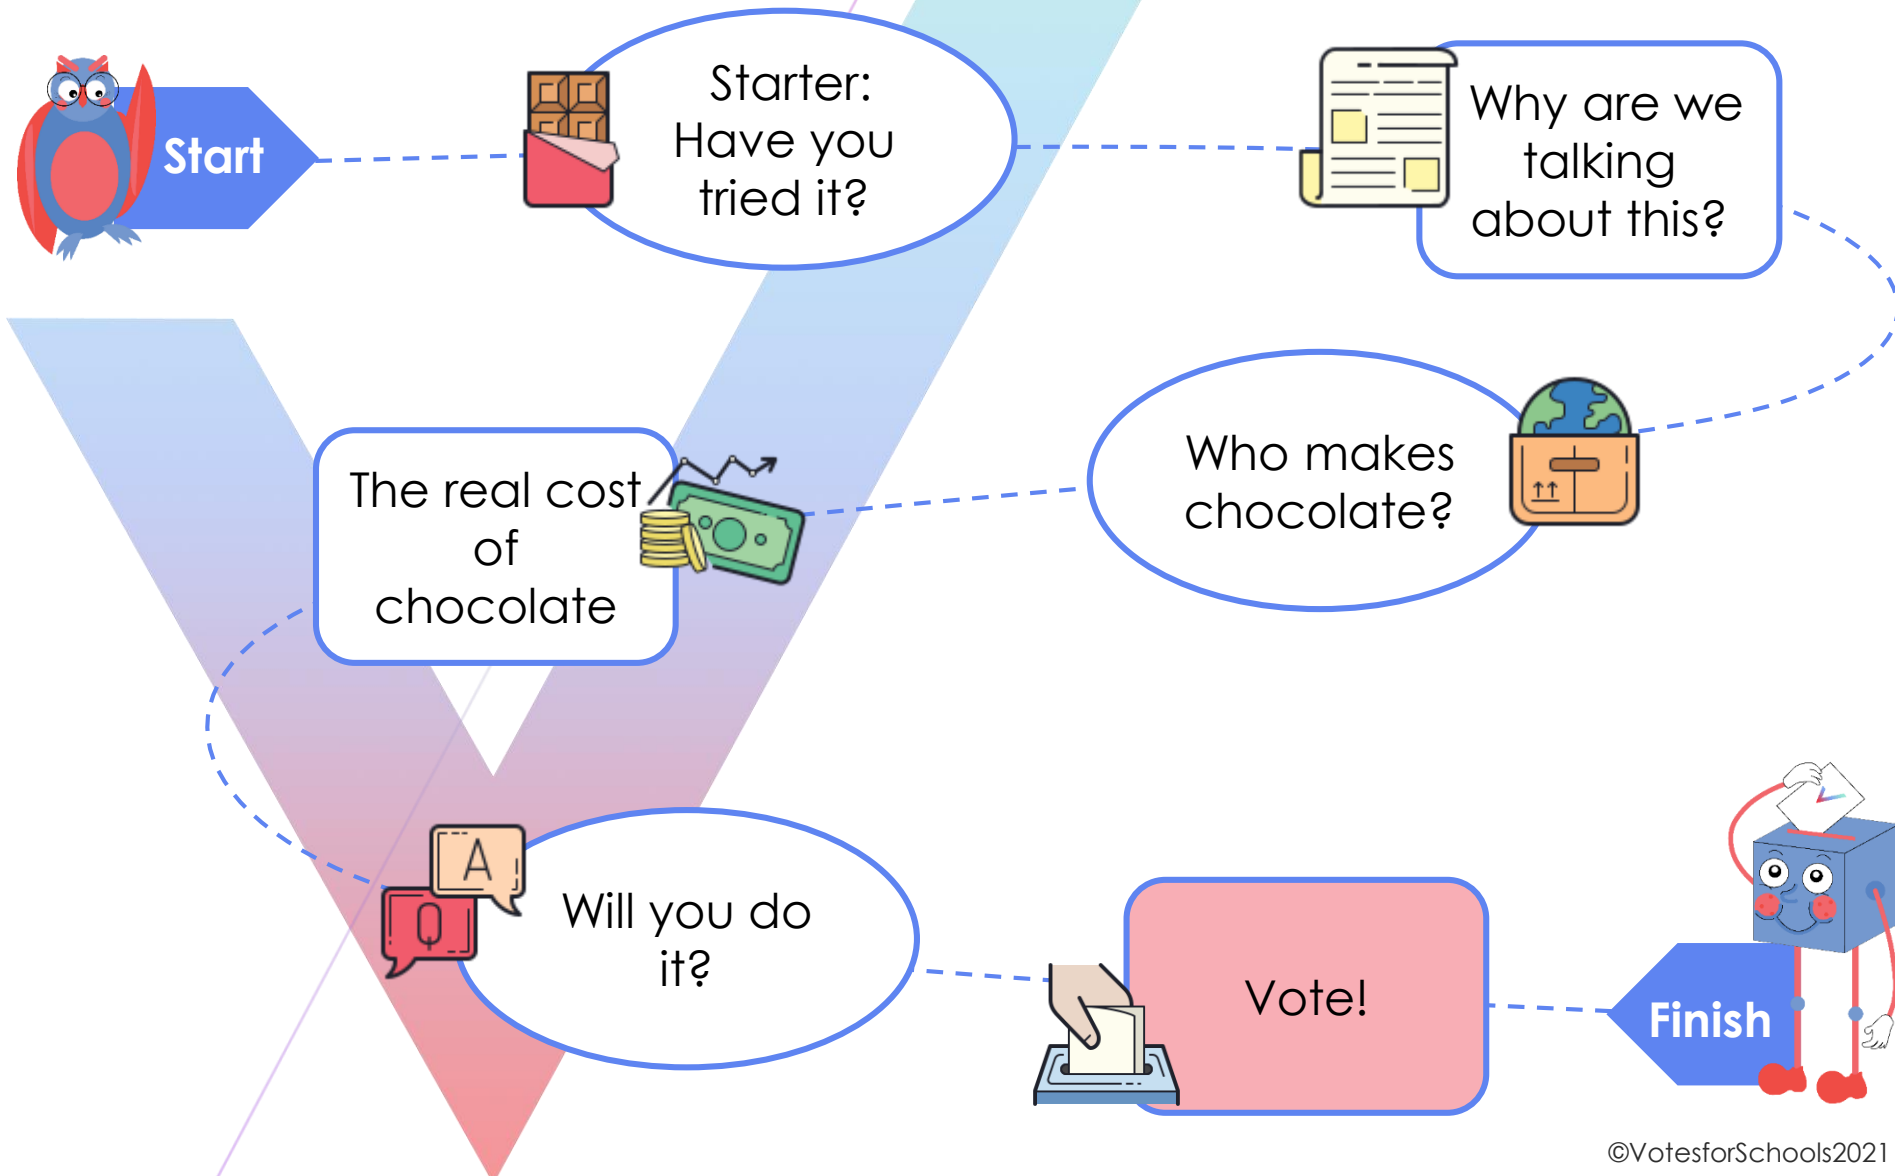 Start
Starter:
Have you
tried it?
Why are we
talking
about this?
Who makes
chocolate?
The real cost
of
chocolate
A
Q
Will you do
it?
Vote!
Finish
©VotesforSchools2021